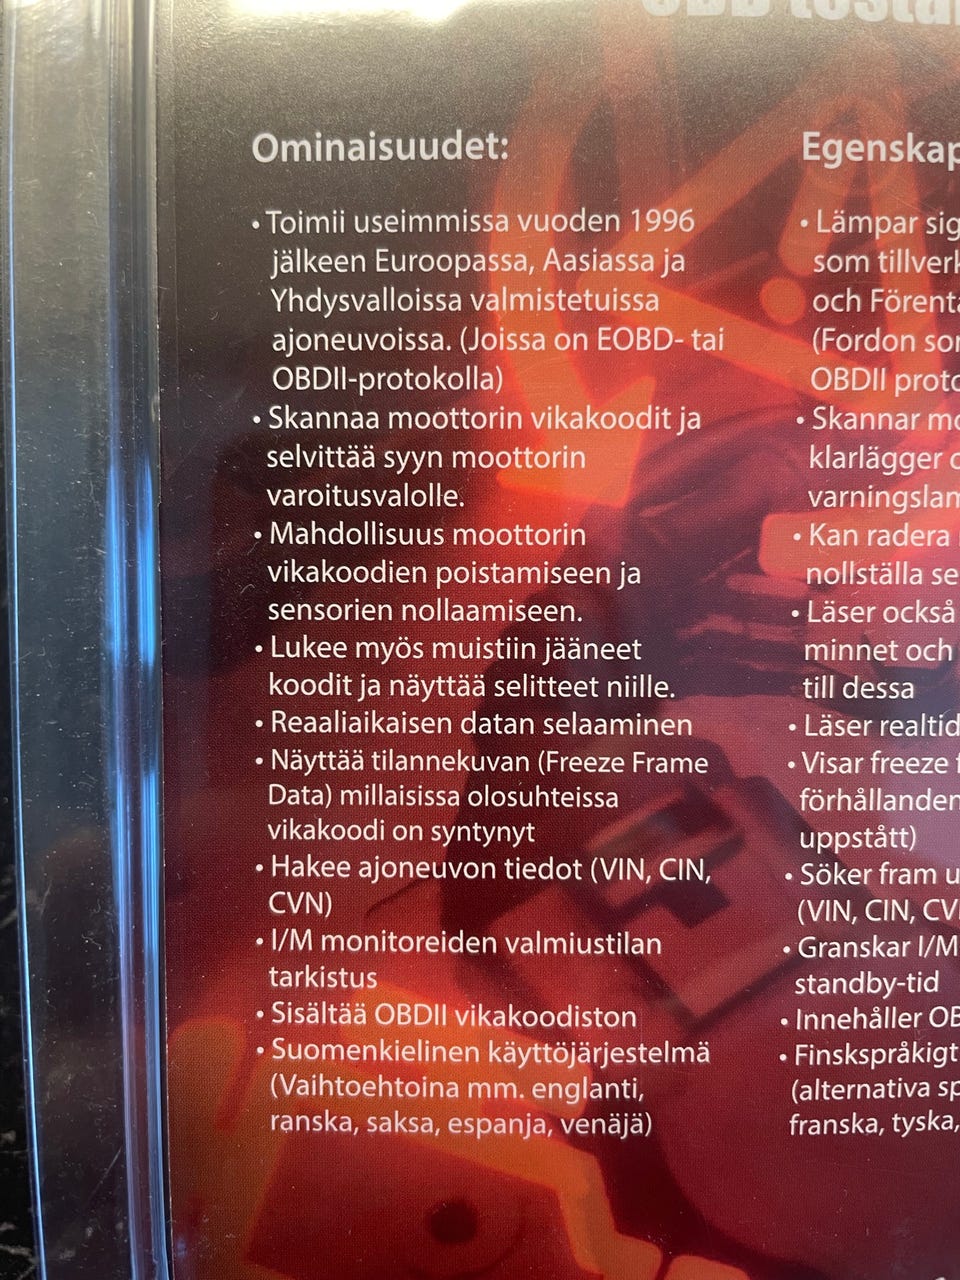 Ominaisuudet:
• Toimii useimmissa vuoden 1996
jälkeen Euroopassa, Aasiassa ja
Yhdysvalloissa valmistetuissa
ajoneuvoissa. (Joissa on EOBD- tai
OBDII-protokolla)
• Skannaa moottorin vikakoodit ja
selvittää syyn moottorin
varoitusvalolle.
• Mahdollisuus moottorin
vikakoodien poistamiseen ja
sensorien nollaamiseen.
• Lukee myös muistiin jääneet
koodit ja näyttää selitteet niille.
• Reaaliaikaisen datan selaaminen
• Näyttää tilannekuvan (Freeze Frame
Data) millaisissa olosuhteissa
vikakoodi on syntynyt
• Hakee ajoneuvon tiedot (VIN, CIN,
CVN)
• I/M monitoreiden valmiustilan
tarkistus
• Sisältää OBDII vikakoodiston
• Suomenkielinen käyttöjärjestelmä
(Vaihtoehtoina mm. englanti,
ranska, saksa, espanja, venäjä)
Egenskap
• Lämpar sig
som tillverk
och Förenta
(Fordon som
OBDII proto
• Skannar mo
klarlägger o
varningslam
• Kan radera
nollställa se
• Läser också
minnet och
till dessa
• Läser realtid
• Visar freeze f
förhållanden
uppstått)
• Söker fram u
(VIN, CIN, CV
• Granskar I/M
standby-tid
• Innehåller OB
• Finskspråkigt
(alternativa sp
franska, tyska,